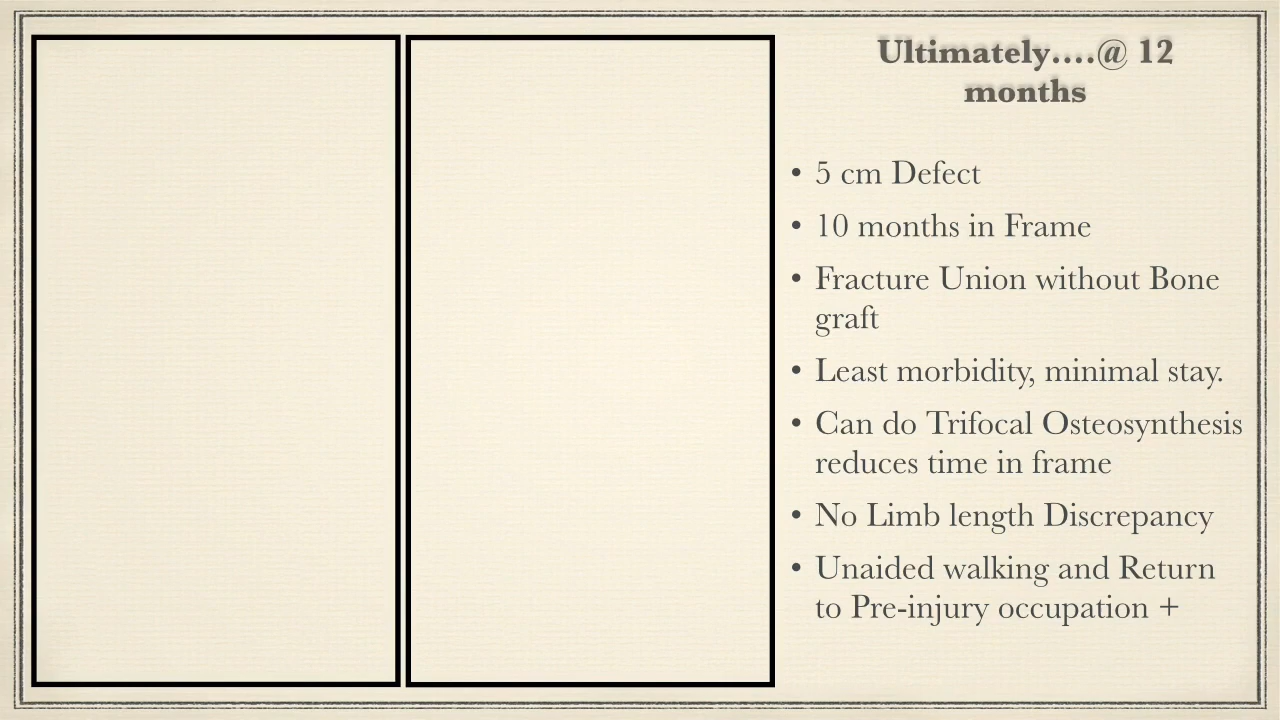 Ultimately....@ 12
months
• 5 cm Defect
• 10 months in Frame
• Fracture Union without Bone
graft
• Least morbidity, minimal stay.
• Can do Trifocal Osteosynthesis
reduces time in frame
• No Limb length Discrepancy
• Unaided walking and Return
to Pre-injury occupation +